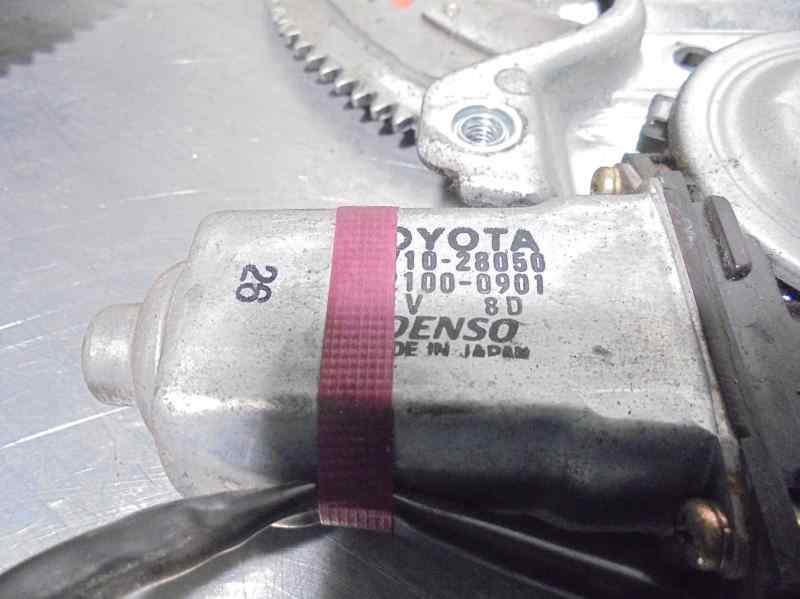 OYOTA
710-28050
2100-0901
V 8D
DENSO
DE IN JAPAN
26